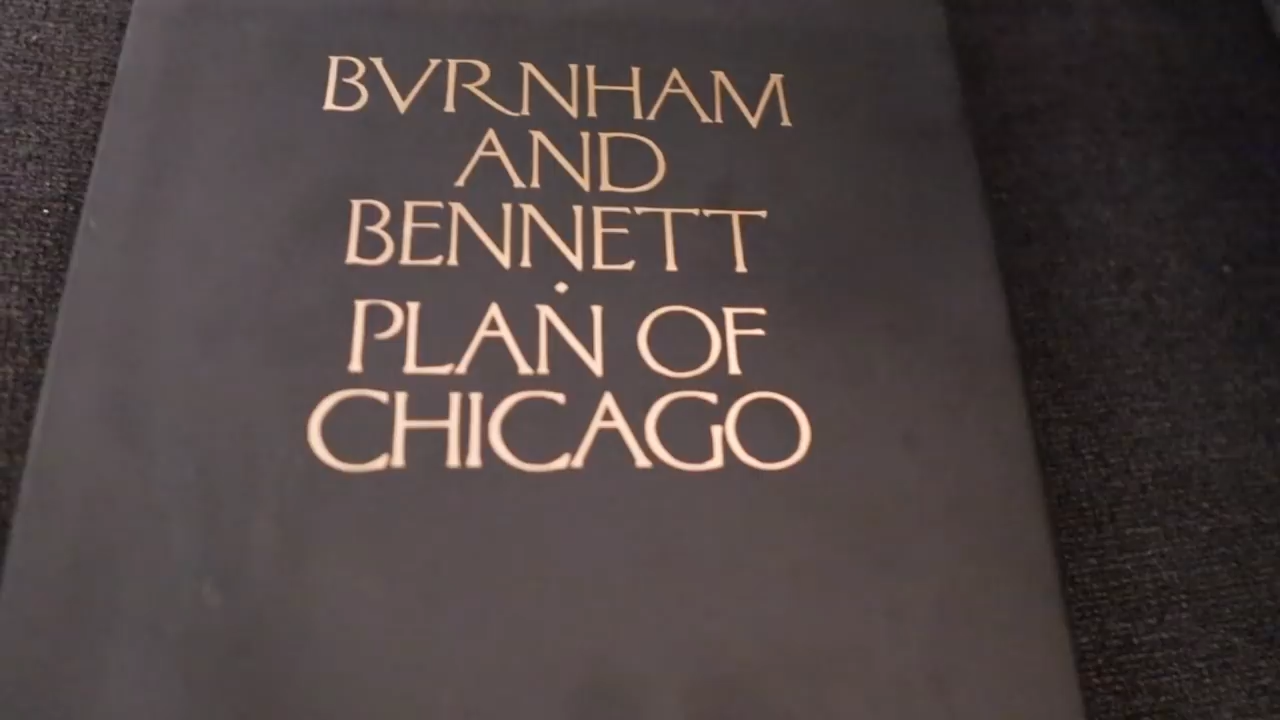 BVRNHAM
AND
BENNETT
·
PLAN OF
CHICAGO